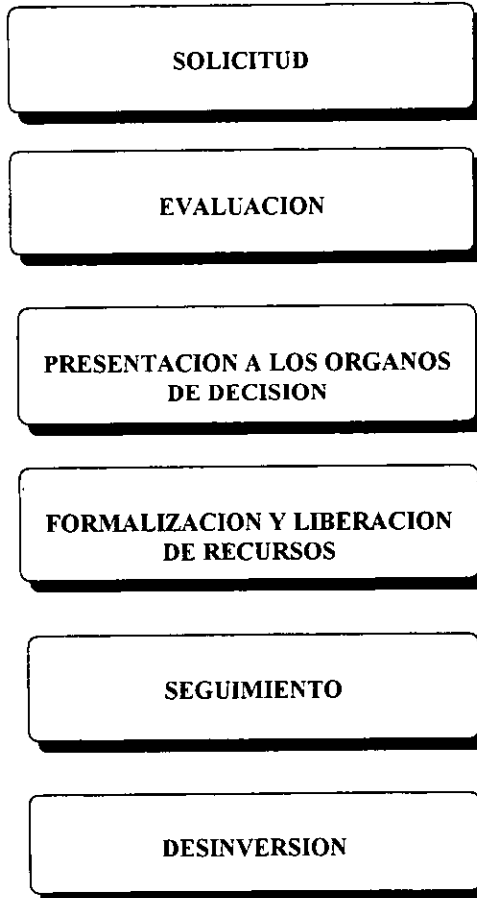 SOLICITUD
EVALUACION
PRESENTACION A LOS ORGANOS
DE DECISION
FORMALIZACION Y LIBERACION
DE RECURSOS
SEGUIMIENTO
DESINVERSION